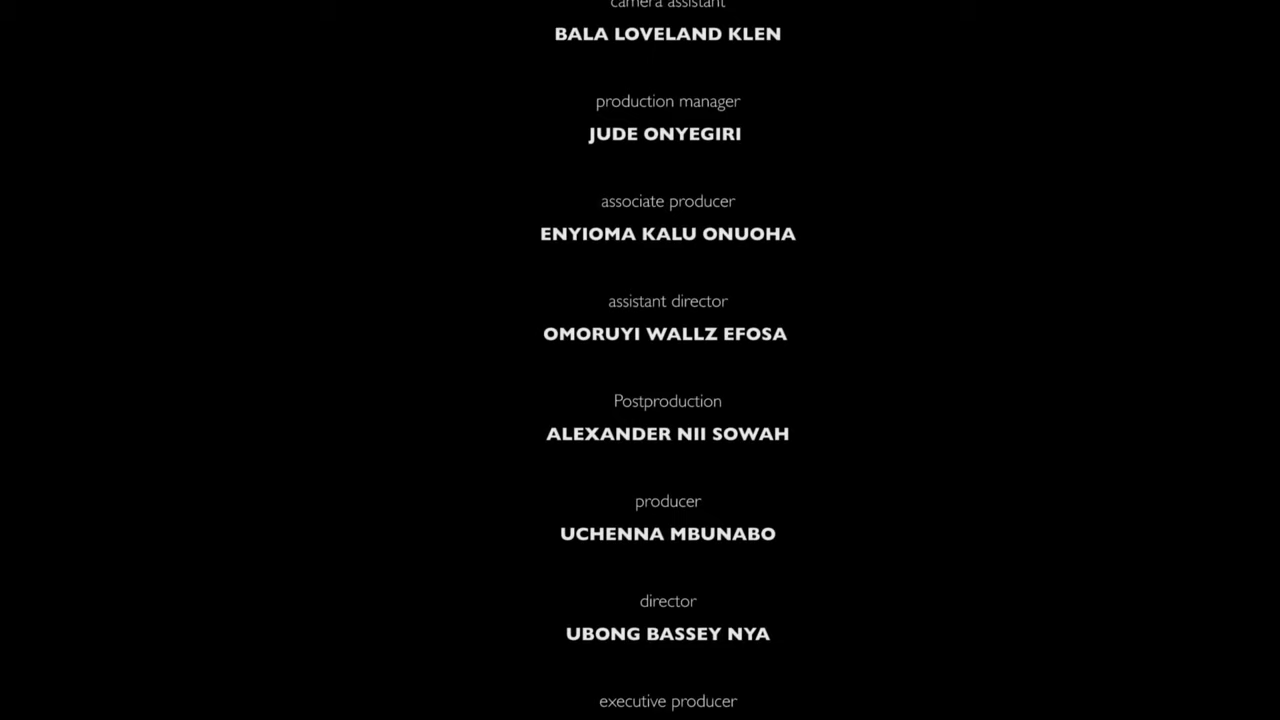 camera assistant
BALA LOVELAND KLEN
production manager
JUDE ONYEGIRI
associate producer
ENYIOMA KALU ONUOHA
assistant director
OMORUYI WALLZ EFOSA
Postproduction
ALEXANDER NII SOWAH
producer
UCHENNA MBUNABO
director
UBONG BASSEY NYA
executive producer